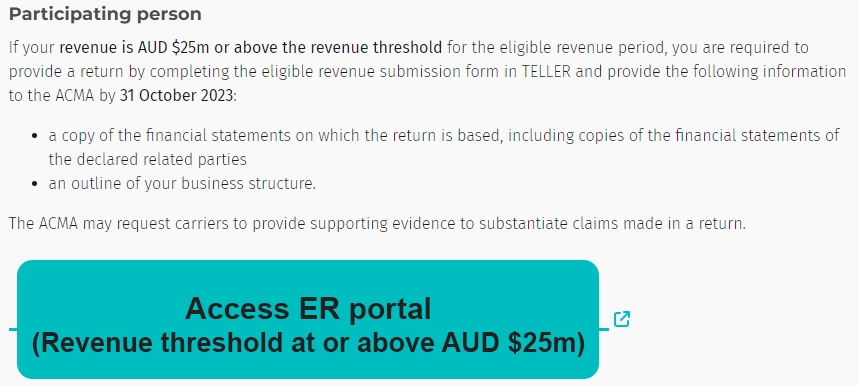 Participating person
If your revenue is AUD $25m or above the revenue threshold for the eligible revenue period, you are required to
provide a return by completing the eligible revenue submission form in TELLER and provide the following information
to the ACMA by 31 October 2023:
• a copy of the financial statements on which the return is based, including copies of the financial statements of
the declared related parties
• an outline of your business structure.
The ACMA may request carriers to provide supporting evidence to substantiate claims made in a return.
Access ER portal
(Revenue threshold at or above AUD $25m)